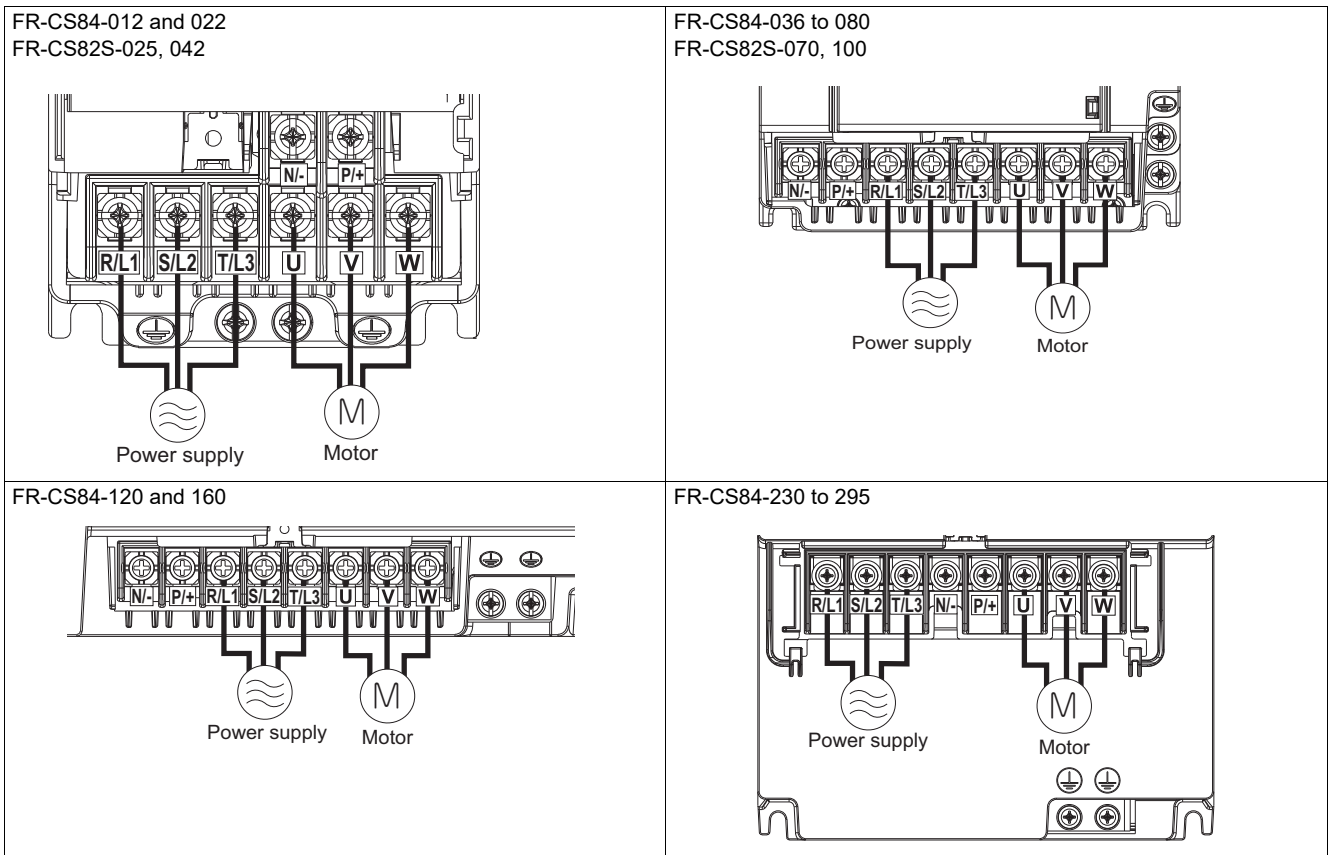 FR-CS84-012 and 022
FR-CS82S-025, 042
N/- P/+
R/L1 S/L2 T/L3 U V W
M
Power supply Motor
FR-CS84-036 to 080
FR-CS82S-070, 100
N/- P/+ R/L1 S/L2 T/L3 U V W
M
Power supply Motor
FR-CS84-120 and 160
N/- P/+ R/L1 S/L2 T/L3 U V W
M
Power supply Motor
FR-CS84-230 to 295
R/L1 S/L2 T/L3 N/- P/+ U V W
M
Power supply Motor